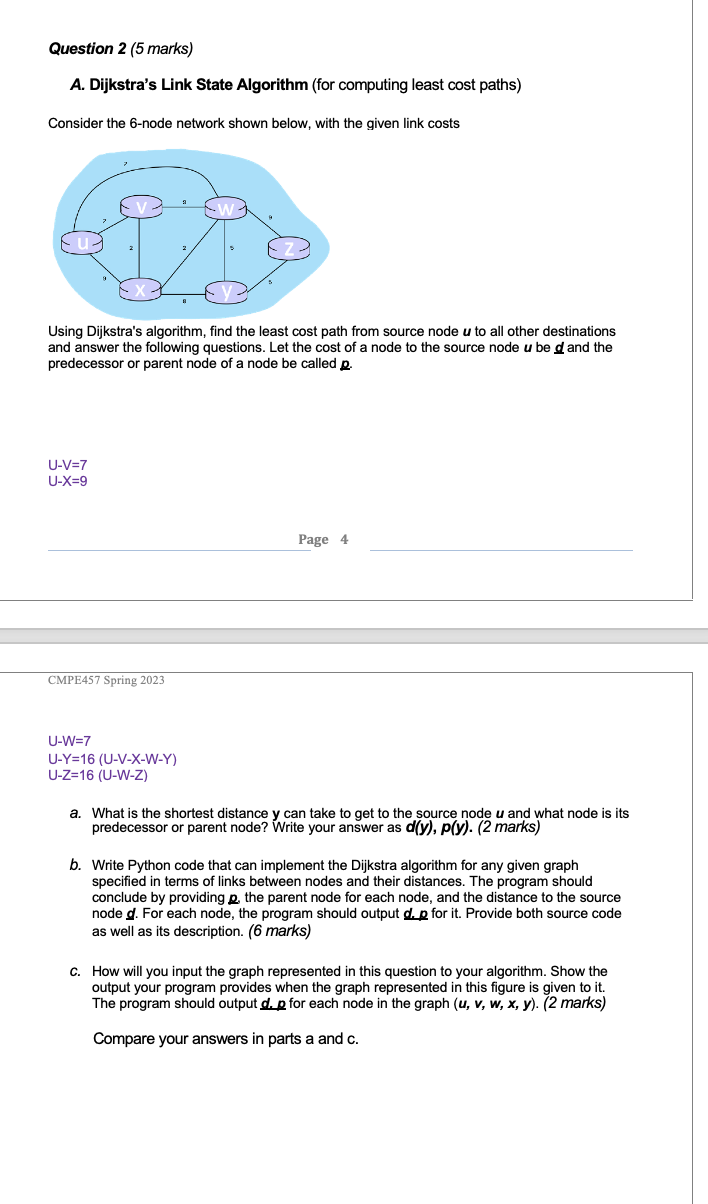 Question 2 (5 marks)
A. Dijkstra's Link State Algorithm (for computing least cost paths)
Consider the 6-node network shown below, with the given link costs
7
7
v
9
w
9
u
2
2
5
z
9
x
y
5
8
Using Dijkstra's algorithm, find the least cost path from source node u to all other destinations
and answer the following questions. Let the cost of a node to the source node u be d and the
predecessor or parent node of a node be called p.
U-V=7
U-X=9
Page 4
CMPE457 Spring 2023
U-W=7
U-Y=16 (U-V-X-W-Y)
U-Z=16 (U-W-Z)
a. What is the shortest distance y can take to get to the source node u and what node is its
predecessor or parent node? Write your answer as d(y), p(y). (2 marks)
b. Write Python code that can implement the Dijkstra algorithm for any given graph
specified in terms of links between nodes and their distances. The program should
conclude by providing p, the parent node for each node, and the distance to the source
node d. For each node, the program should output d, p for it. Provide both source code
as well as its description. (6 marks)
c. How will you input the graph represented in this question to your algorithm. Show the
output your program provides when the graph represented in this figure is given to it.
The program should output d, p for each node in the graph (u, v, w, x, y). (2 marks)
Compare your answers in parts a and c.